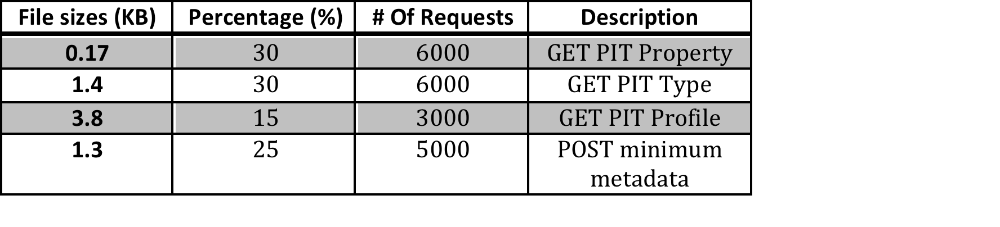 File sizes (KB) Percentage (%) # Of Requests Description
0.17 30 6000 GET PIT Property
1.4 30 6000 GET PIT Type
3.8 15 3000 GET PIT Profile
1.3 25 5000 POST minimum
metadata